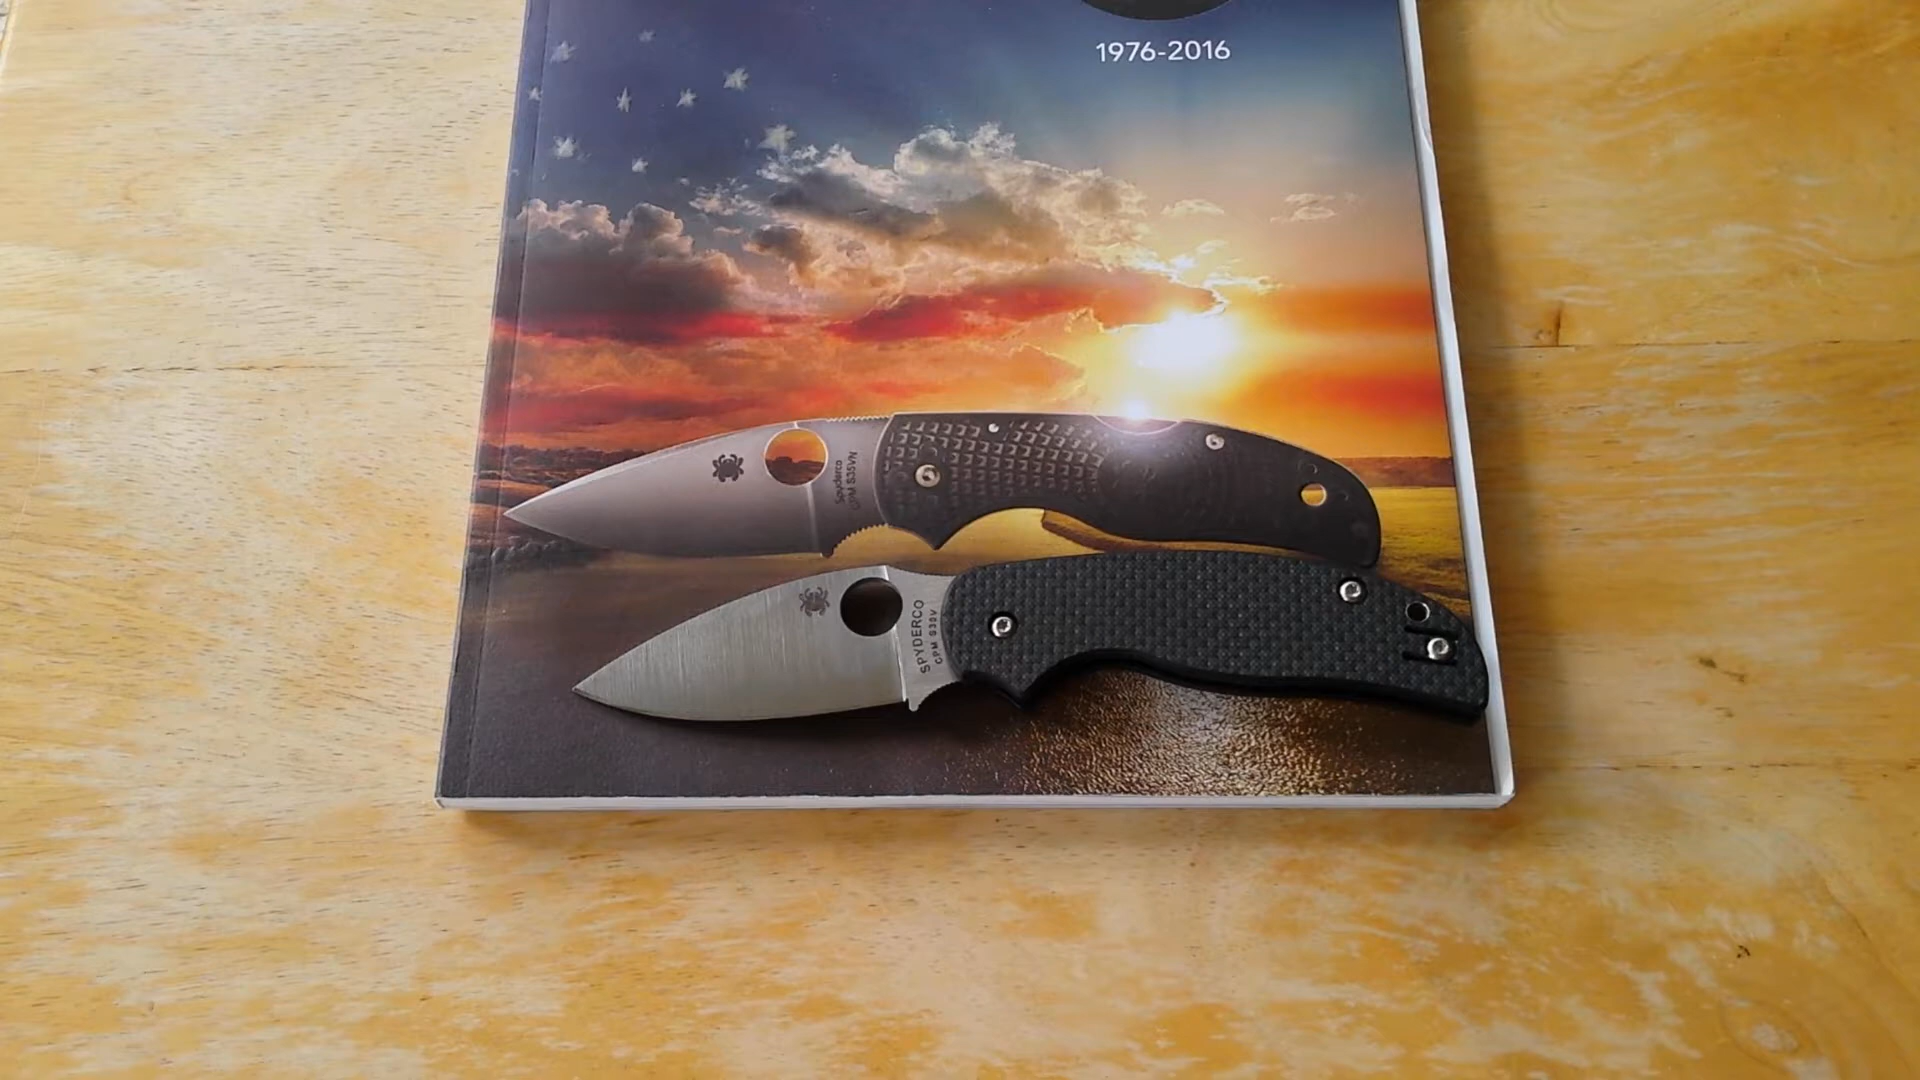 1976-2016
Spyderco
CPM S35VN
SPYDERCO
CPM S30V